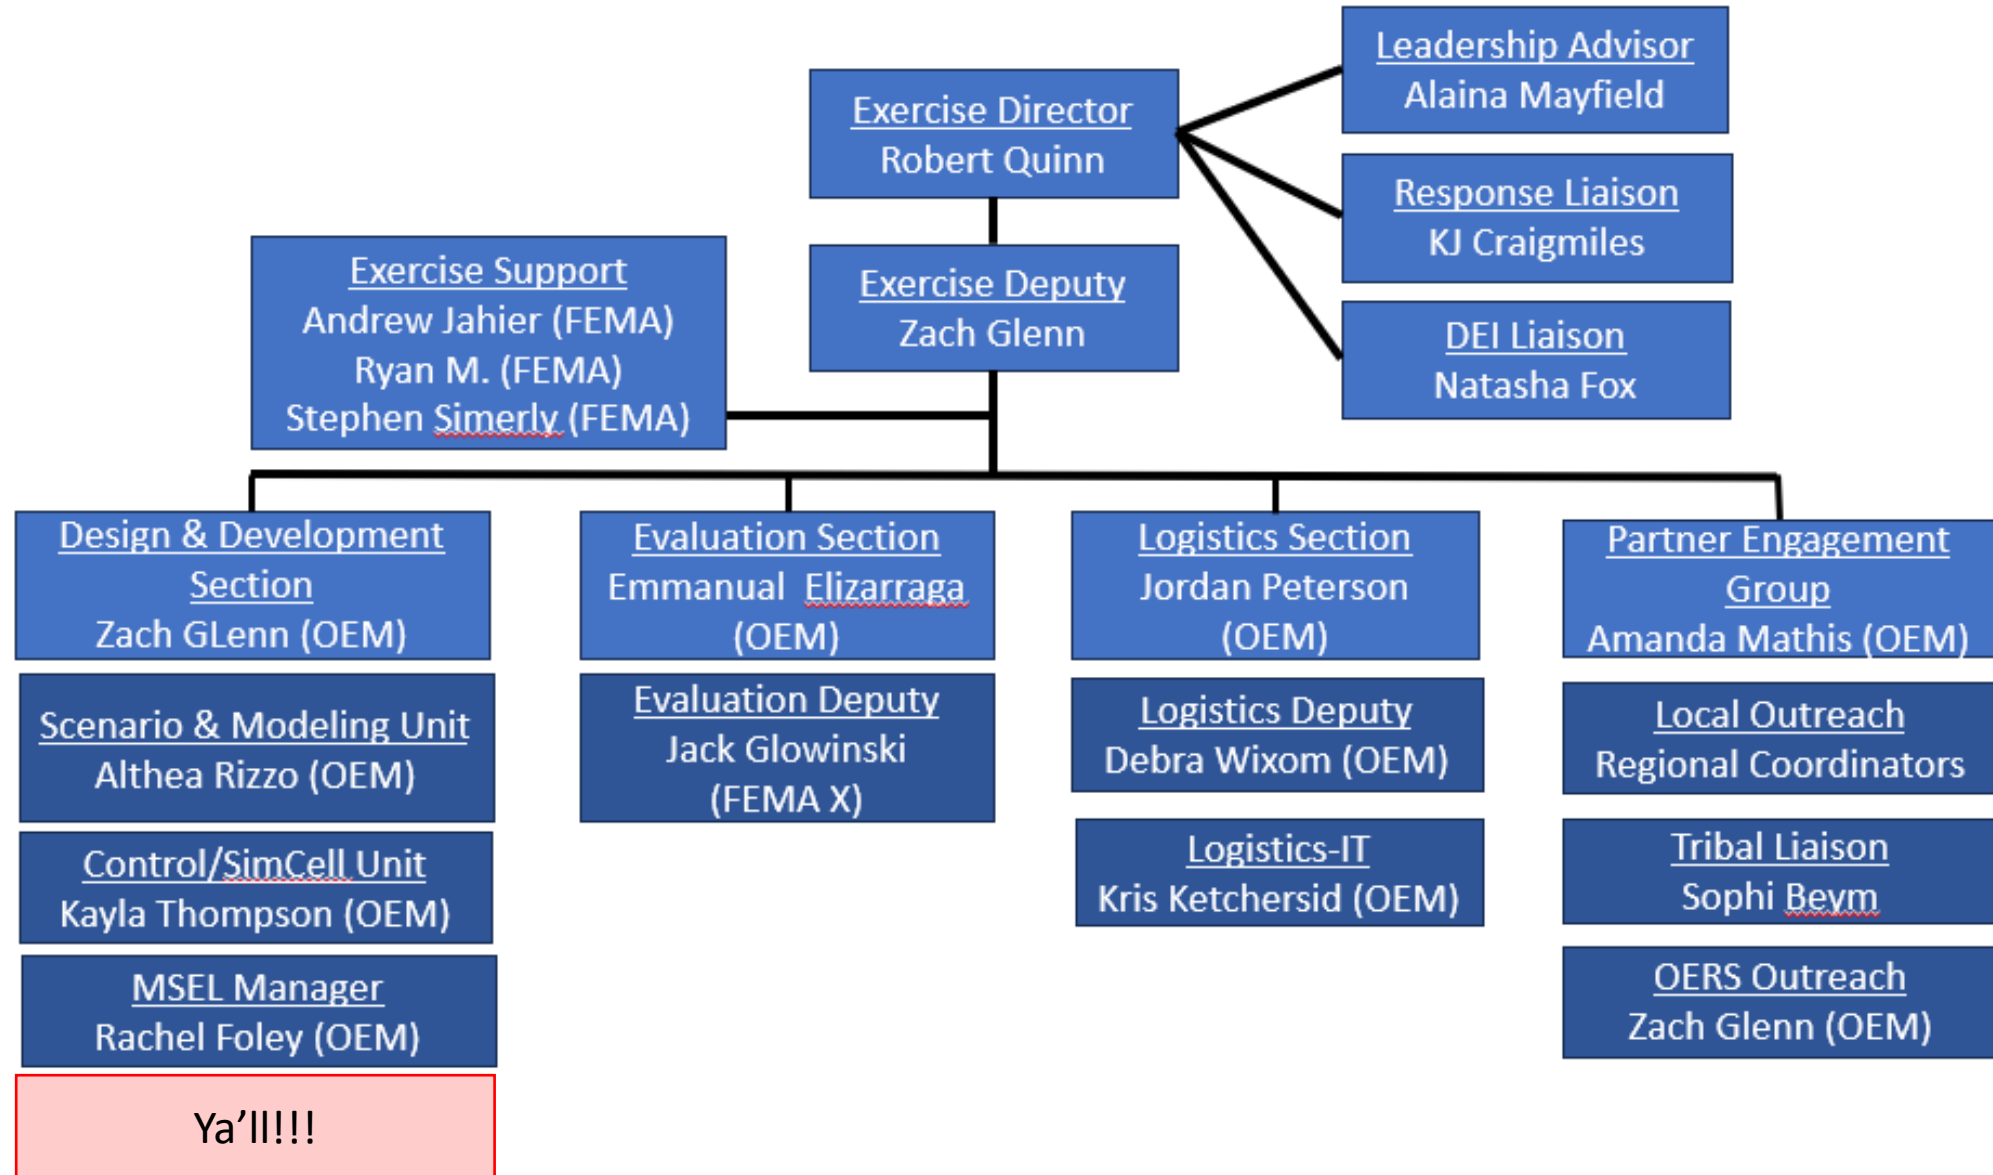 Leadership Advisor
Alaina Mayfield
Exercise Director
Robert Quinn
Response Liaison
KJ Craigmiles
Exercise Support
Andrew Jahier (FEMA)
Ryan M. (FEMA)
Stephen Simerly (FEMA)
Exercise Deputy
Zach Glenn
DEI Liaison
Natasha Fox
Design & Development
Section
Zach GLenn (OEM)
Scenario & Modeling Unit
Althea Rizzo (OEM)
Control/SimCell Unit
Kayla Thompson (OEM)
MSEL Manager
Rachel Foley (OEM)
Ya’ll!!!
Evaluation Section
Emmanual Elizarraga
(OEM)
Evaluation Deputy
Jack Glowinski
(FEMA X)
Logistics Section
Jordan Peterson
(OEM)
Logistics Deputy
Debra Wixom (OEM)
Logistics-IT
Kris Ketchersid (OEM)
Partner Engagement
Group
Amanda Mathis (OEM)
Local Outreach
Regional Coordinators
Tribal Liaison
Sophi Beym
OERS Outreach
Zach Glenn (OEM)